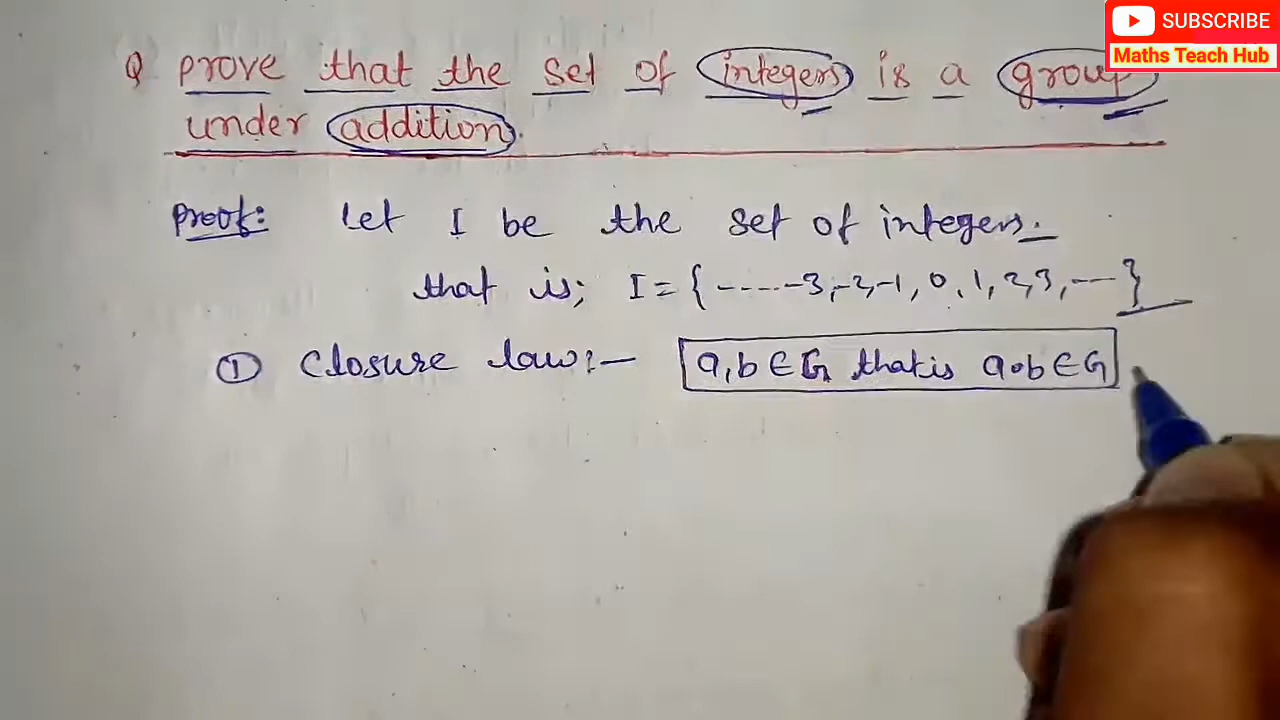 SUBSCRIBE
Maths Teach Hub
Q prove that the set of integers is a group
under addition.
Proof: Let I be the set of integers.
that is; I = { ......-3,-2,-1, 0, 1, 2, 3, ---- }
① Closure law:- a, b ∈ G that is a∘b ∈ G